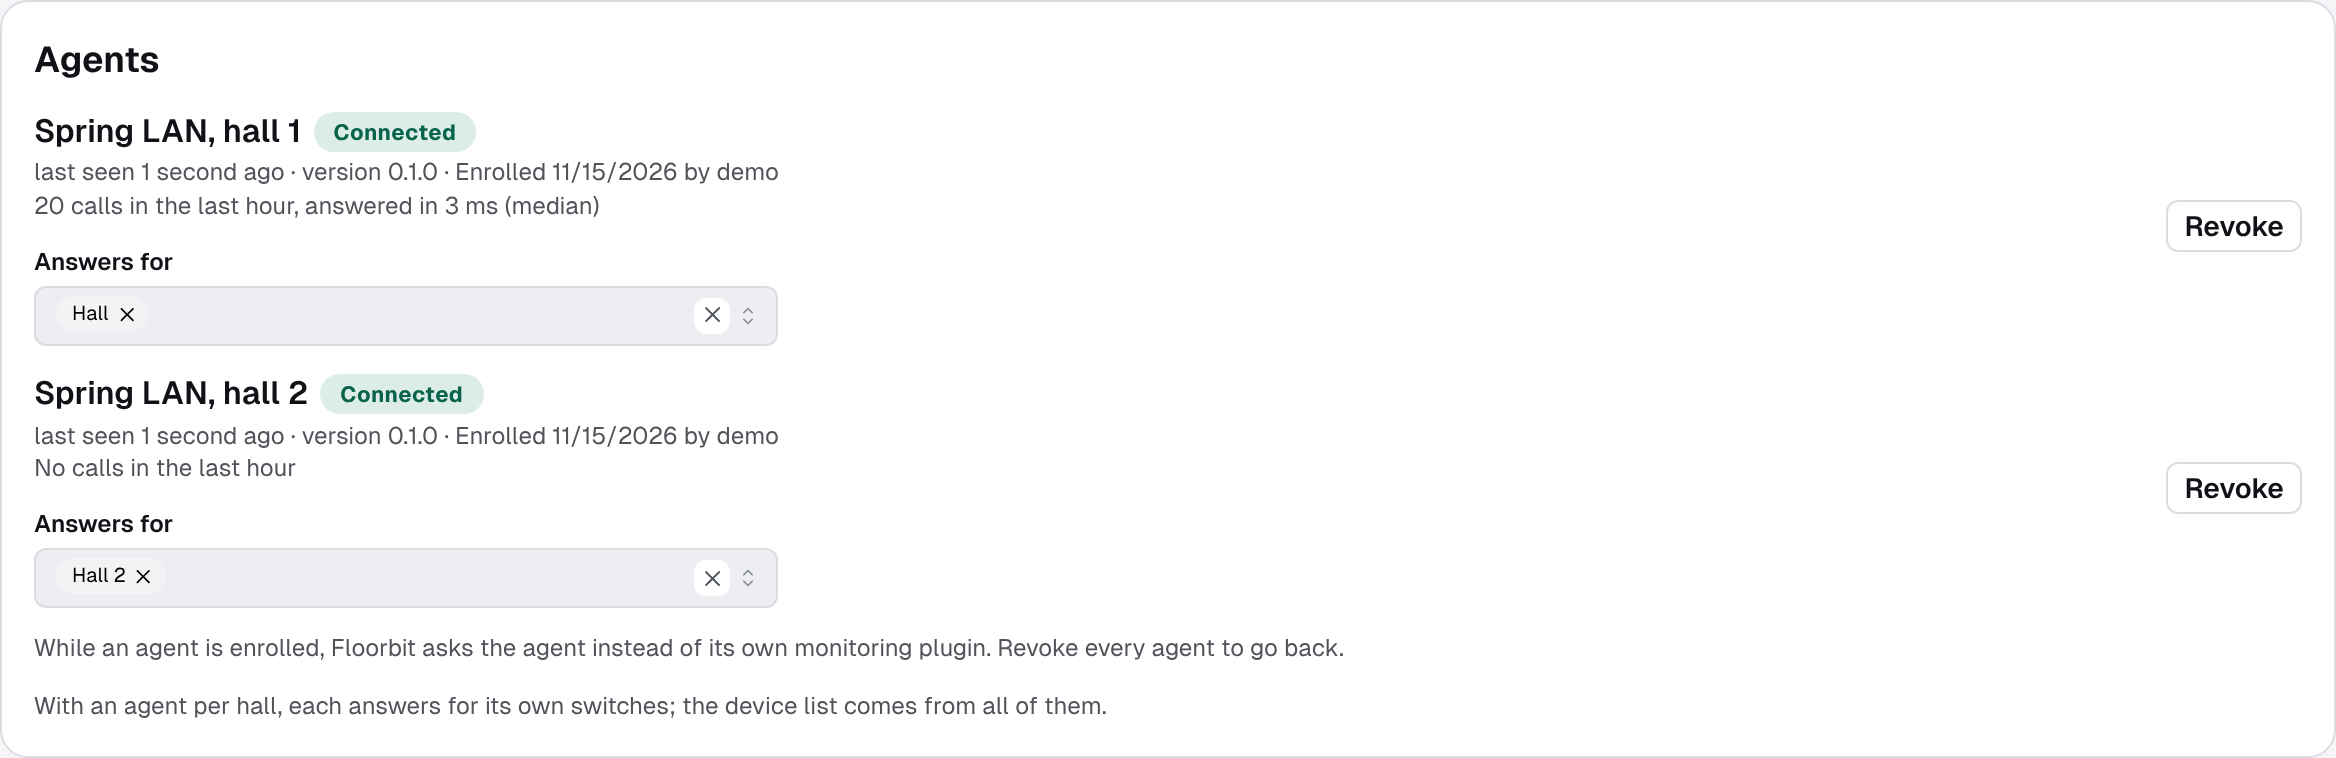 Agents
Spring LAN, hall 1 Connected
last seen 1 second ago · version 0.1.0 · Enrolled 11/15/2026 by demo
20 calls in the last hour, answered in 3 ms (median)
Revoke
Answers for
Hall
Spring LAN, hall 2 Connected
last seen 1 second ago · version 0.1.0 · Enrolled 11/15/2026 by demo
No calls in the last hour
Revoke
Answers for
Hall 2
While an agent is enrolled, Floorbit asks the agent instead of its own monitoring plugin. Revoke every agent to go back.
With an agent per hall, each answers for its own switches; the device list comes from all of them.